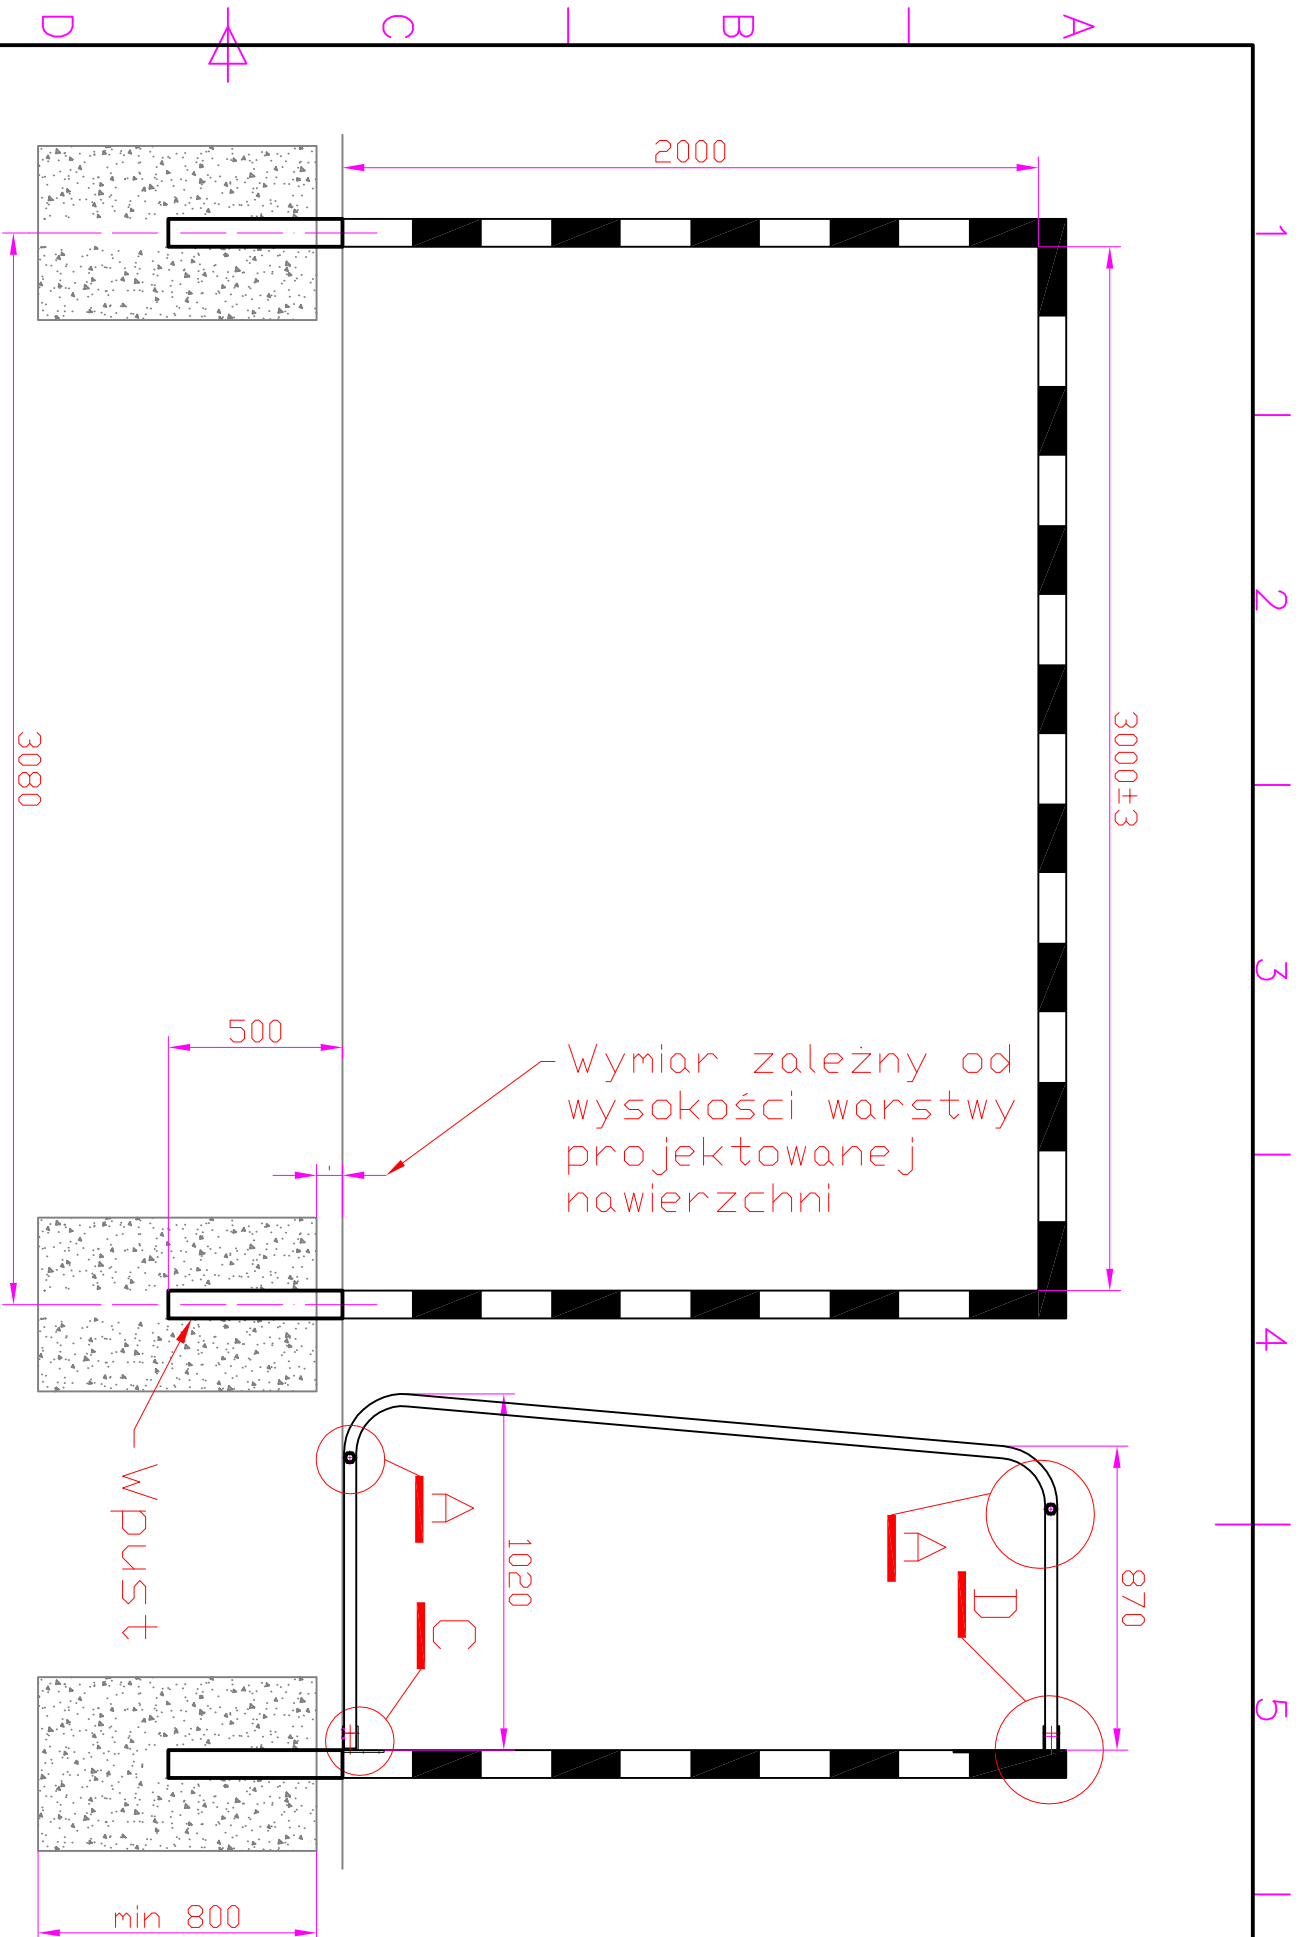 D
C
B
A
1
2
3
4
5
2000
3000±3
3080
500
Wymiar zależny od
wysokości warstwy
projektowanej
nawierzchni
Wpust
A
C
A
D
1020
870
min 800